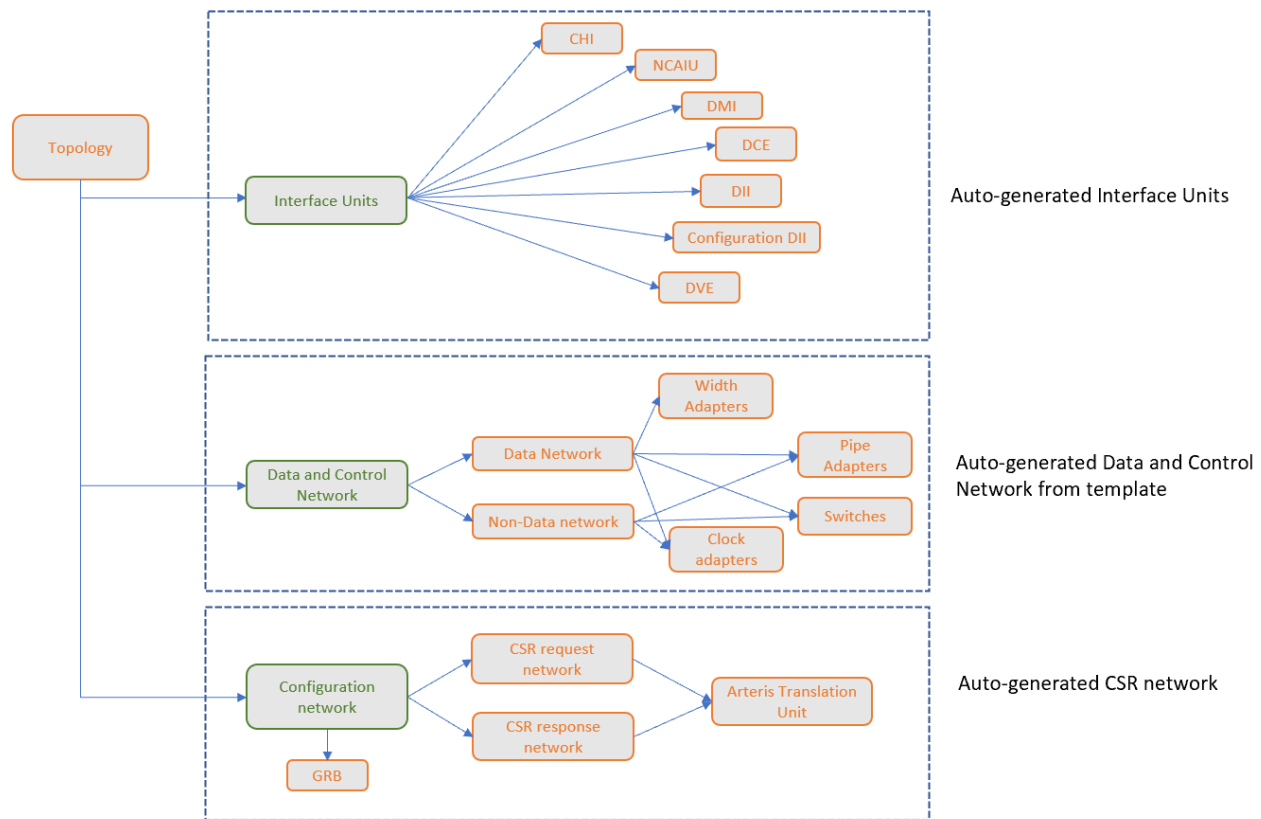 CHI
NCAIU
DMI
Topology
DCE
DII
Interface Units
Auto-generated Interface Units
Configuration DII
DVE
Width
Adapters
Data Network
Pipe
Adapters
Data and Control
Network
Auto-generated Data and Control
Network from template
Non-Data network
Switches
Clock
adapters
CSR request
network
Configuration
network
Arteris Translation
Unit
Auto-generated CSR network
CSR response
network
GRB